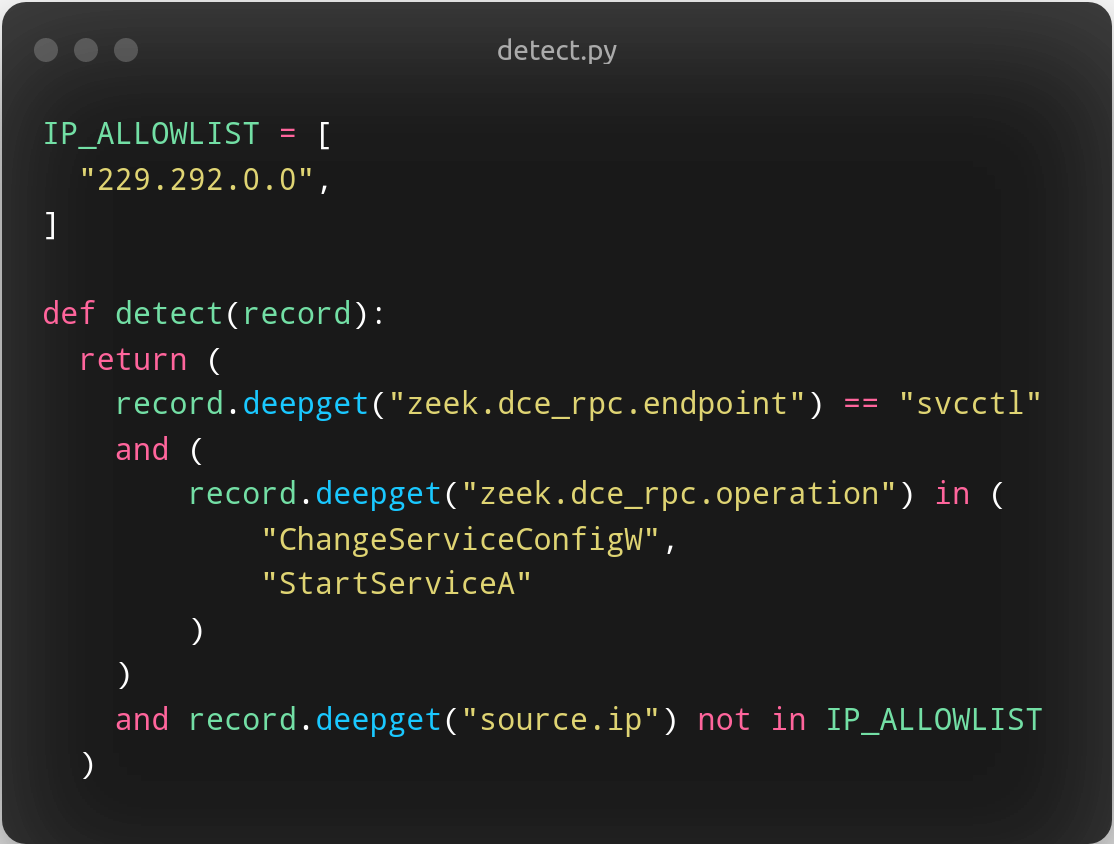 detect.py
IP_ALLOWLIST = [
  "229.292.0.0",
]

def detect(record):
  return (
    record.deepget("zeek.dce_rpc.endpoint") == "svcctl"
    and (
        record.deepget("zeek.dce_rpc.operation") in (
            "ChangeServiceConfigW",
            "StartServiceA"
        )
    )
    and record.deepget("source.ip") not in IP_ALLOWLIST
  )